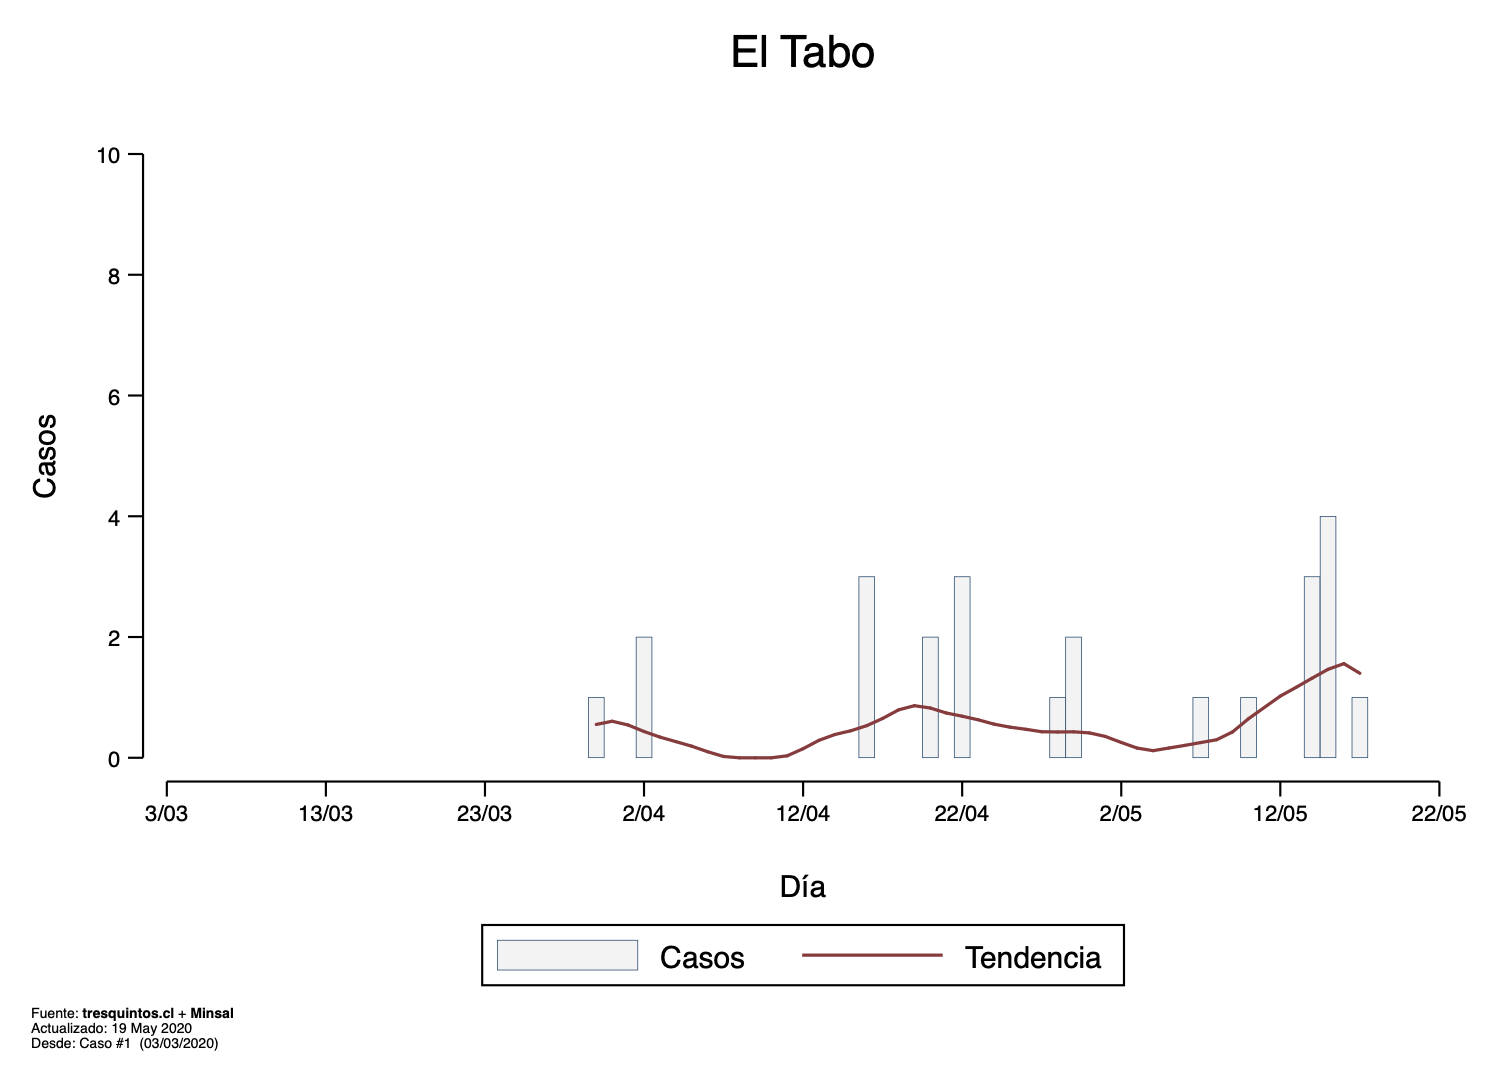 El Tabo
10
8
6
4
2
0
Casos
3/03 13/03 23/03 2/04 12/04 22/04 2/05 12/05 22/05
Día
Casos Tendencia
Fuente: tresquintos.cl + Minsal
Actualizado: 19 May 2020
Desde: Caso #1 (03/03/2020)